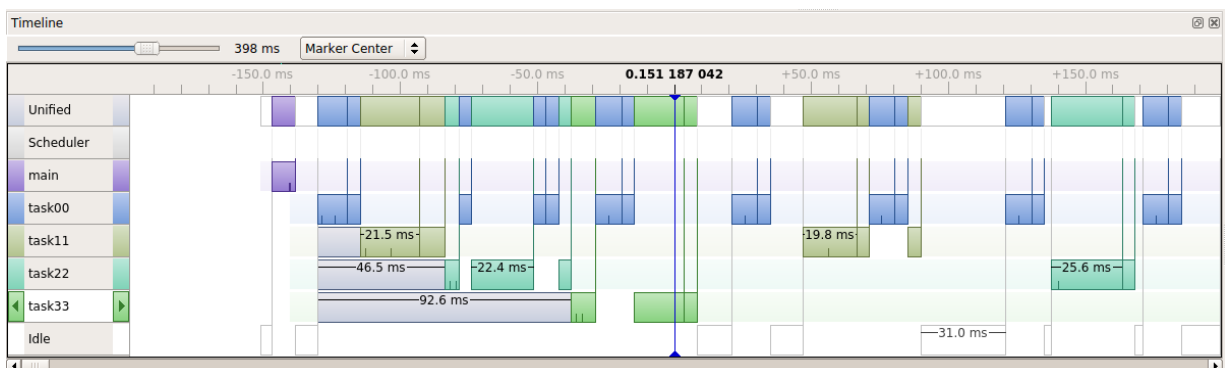 Timeline
398 ms Marker Center
-150.0 ms -100.0 ms -50.0 ms 0.151 187 042 +50.0 ms +100.0 ms +150.0 ms
Unified
Scheduler
main
task00
task11 21.5 ms 19.8 ms
task22 46.5 ms 22.4 ms 25.6 ms
task33 92.6 ms
Idle 31.0 ms